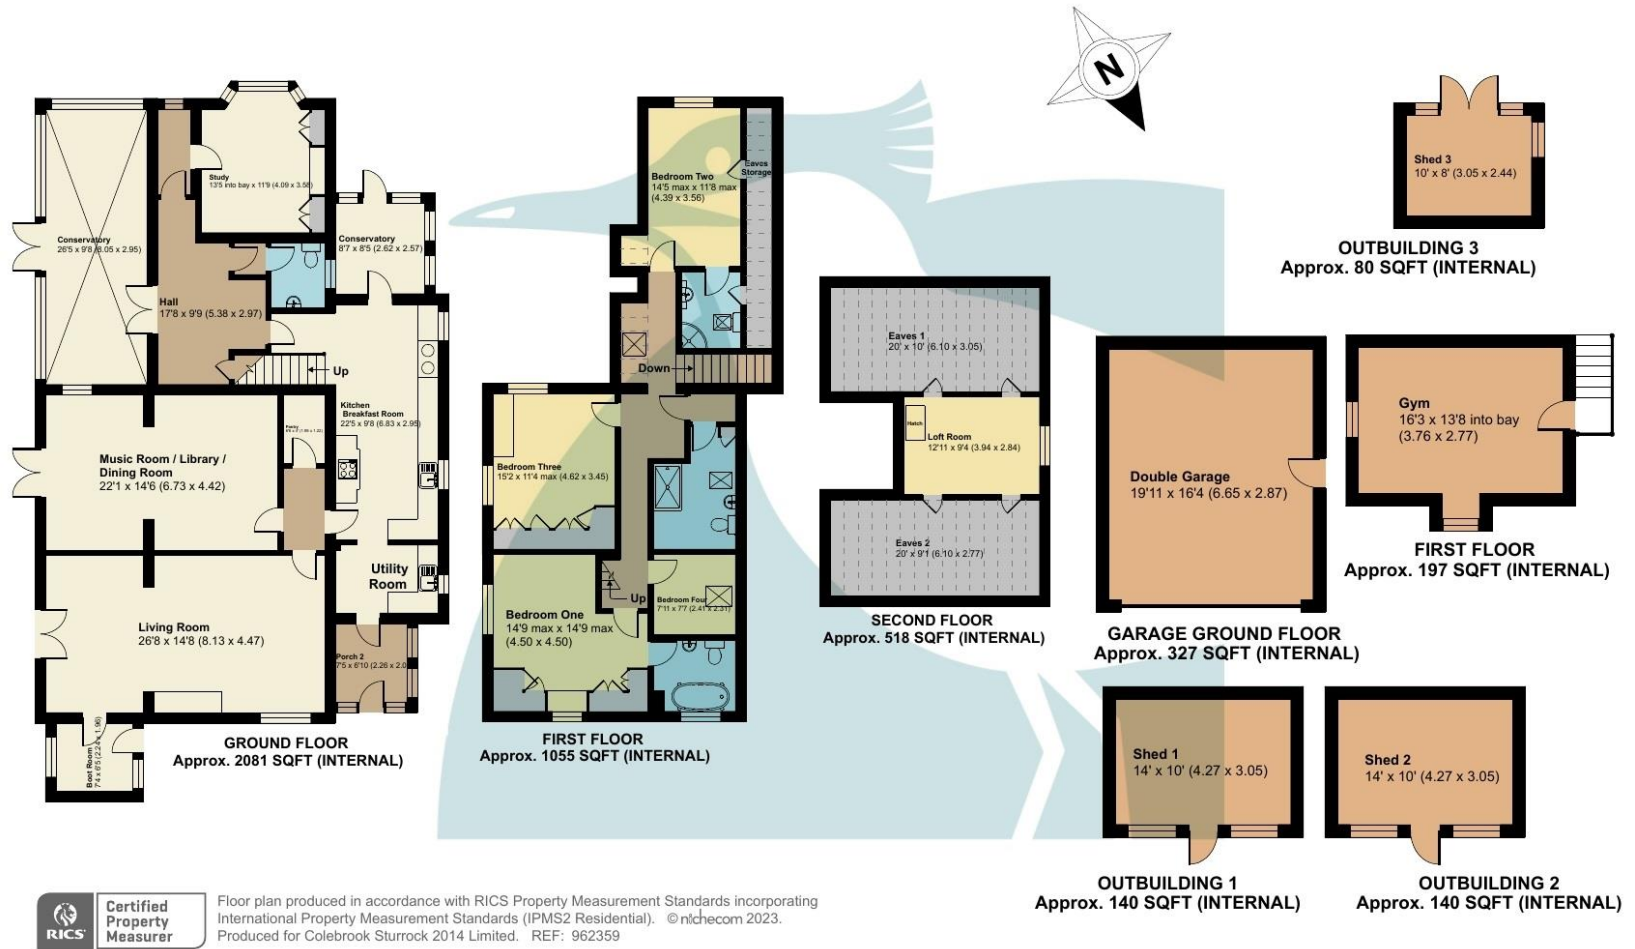 N
Study
13'5 into bay x 11'9 (4.09 x 3.58)
Conservatory
26'5 x 9'8 (8.05 x 2.95)
Conservatory
8'7 x 8'5 (2.62 x 2.57)
Hall
17'8 x 9'9 (5.38 x 2.97)
Up
Kitchen
Breakfast Room
22'5 x 9'8 (6.83 x 2.95)
Pantry
Music Room / Library /
Dining Room
22'1 x 14'6 (6.73 x 4.42)
Utility
Room
Living Room
26'8 x 14'8 (8.13 x 4.47)
Porch 2
7'5 x 6'10 (2.26 x 2.0
Boot Room
7'4 x 6'5 (2.24 x 1.96)
GROUND FLOOR
Approx. 2081 SQFT (INTERNAL)
Bedroom Two
14'5 max x 11'8 max
(4.39 x 3.56)
Eaves
Storage
Down
Bedroom Three
15'2 x 11'4 max (4.62 x 3.45)
Bedroom One
14'9 max x 14'9 max
(4.50 x 4.50)
Up
Bedroom Four
7'11 x 7'7 (2.41 x 2.31)
FIRST FLOOR
Approx. 1055 SQFT (INTERNAL)
Eaves 1
20' x 10' (6.10 x 3.05)
Hatch
Loft Room
12'11 x 9'4 (3.94 x 2.84)
Eaves 2
20' x 9'1 (6.10 x 2.77)
SECOND FLOOR
Approx. 518 SQFT (INTERNAL)
Shed 3
10' x 8' (3.05 x 2.44)
OUTBUILDING 3
Approx. 80 SQFT (INTERNAL)
Double Garage
19'11 x 16'4 (6.65 x 2.87)
GARAGE GROUND FLOOR
Approx. 327 SQFT (INTERNAL)
Gym
16'3 x 13'8 into bay
(3.76 x 2.77)
FIRST FLOOR
Approx. 197 SQFT (INTERNAL)
Shed 1
14' x 10' (4.27 x 3.05)
OUTBUILDING 1
Approx. 140 SQFT (INTERNAL)
Shed 2
14' x 10' (4.27 x 3.05)
OUTBUILDING 2
Approx. 140 SQFT (INTERNAL)
RICS
Certified
Property
Measurer
Floor plan produced in accordance with RICS Property Measurement Standards incorporating
International Property Measurement Standards (IPMS2 Residential). © nichecom 2023.
Produced for Colebrook Sturrock 2014 Limited. REF: 962359